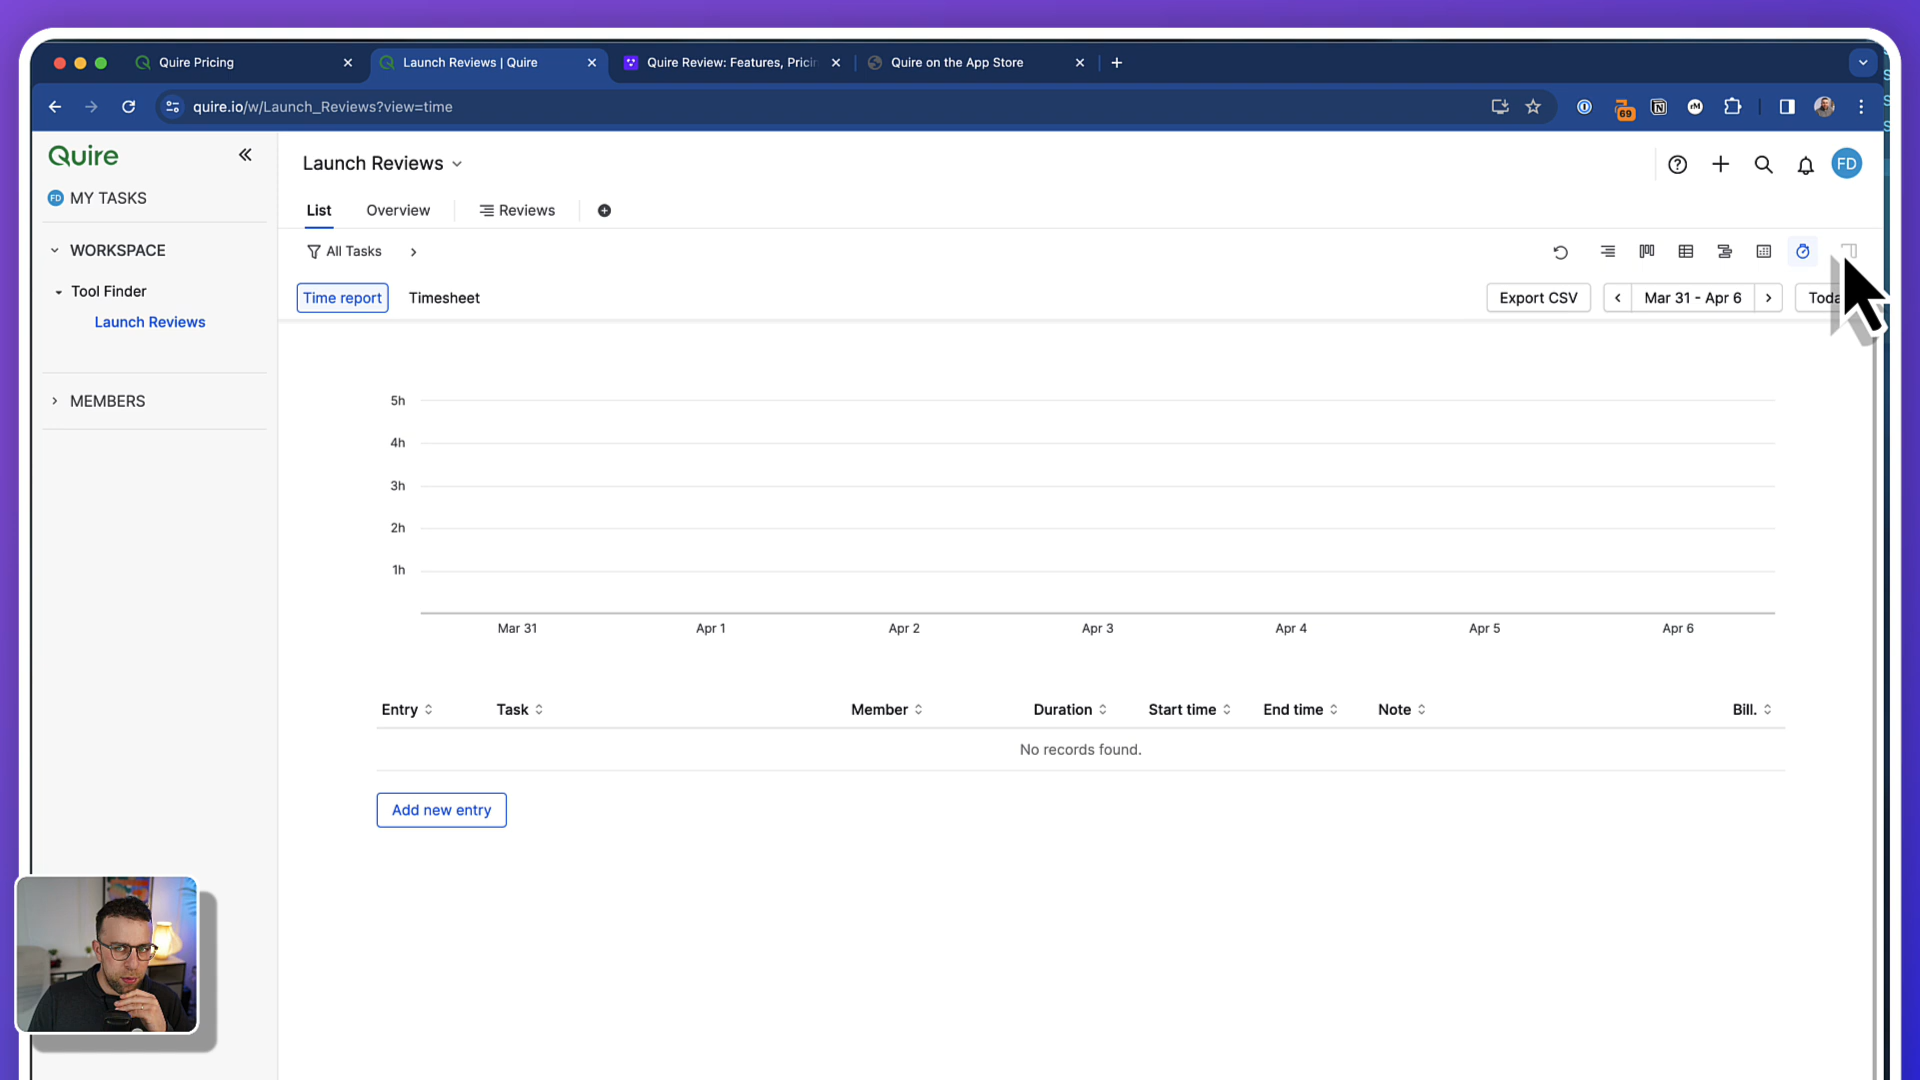 Quire Pricing
Launch Reviews | Quire
Quire Review: Features, Prici
Quire on the App Store
quire.io/w/Launch_Reviews?view=time
69
Quire
FD MY TASKS
WORKSPACE
Tool Finder
Launch Reviews
MEMBERS
Launch Reviews
FD
List
Overview
Reviews
All Tasks
Time report
Timesheet
Export CSV
Mar 31 - Apr 6
Toda
5h
4h
3h
2h
1h
Mar 31 Apr 1 Apr 2 Apr 3 Apr 4 Apr 5 Apr 6
Entry Task Member Duration Start time End time Note Bill.
No records found.
Add new entry